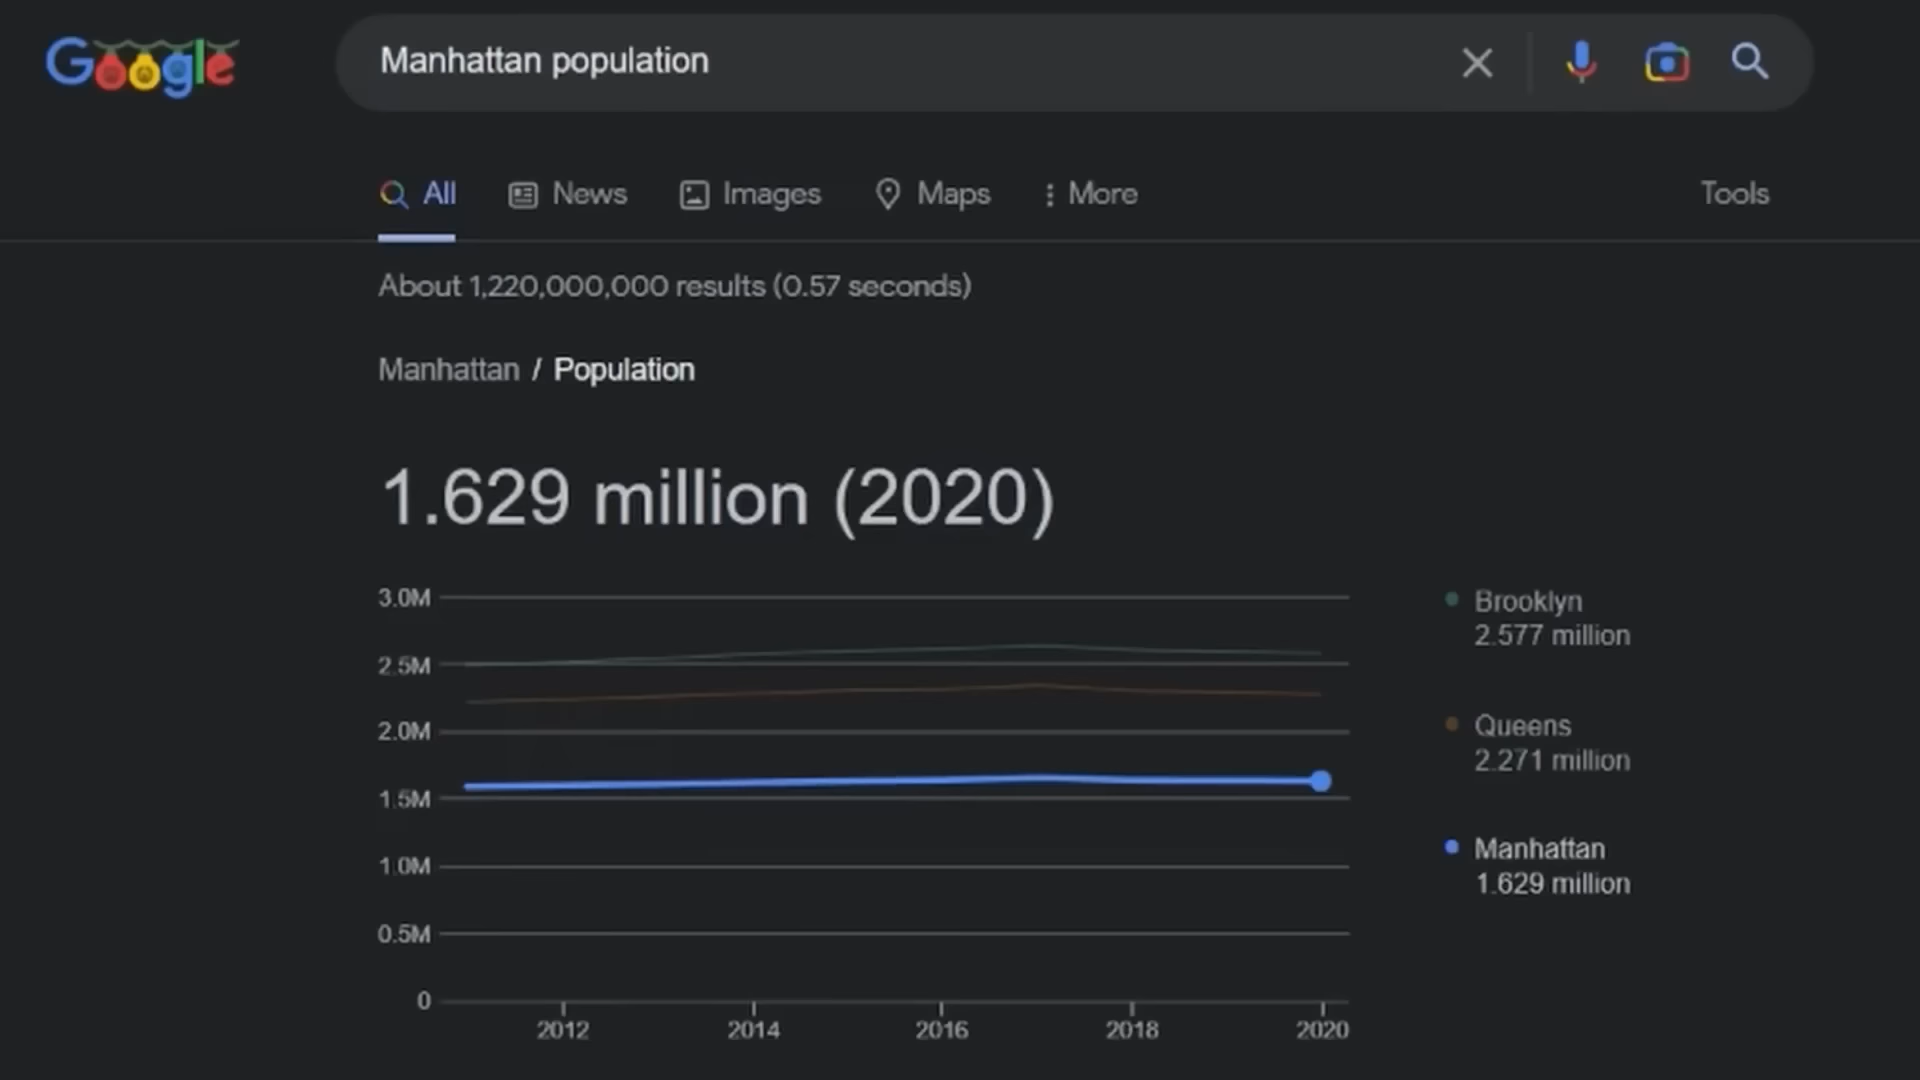 Google
Manhattan population
All News Images Maps More Tools
About 1,220,000,000 results (0.57 seconds)
Manhattan / Population
1.629 million (2020)
3.0M
2.5M
2.0M
1.5M
1.0M
0.5M
0
2012 2014 2016 2018 2020
Brooklyn
2.577 million
Queens
2.271 million
Manhattan
1.629 million